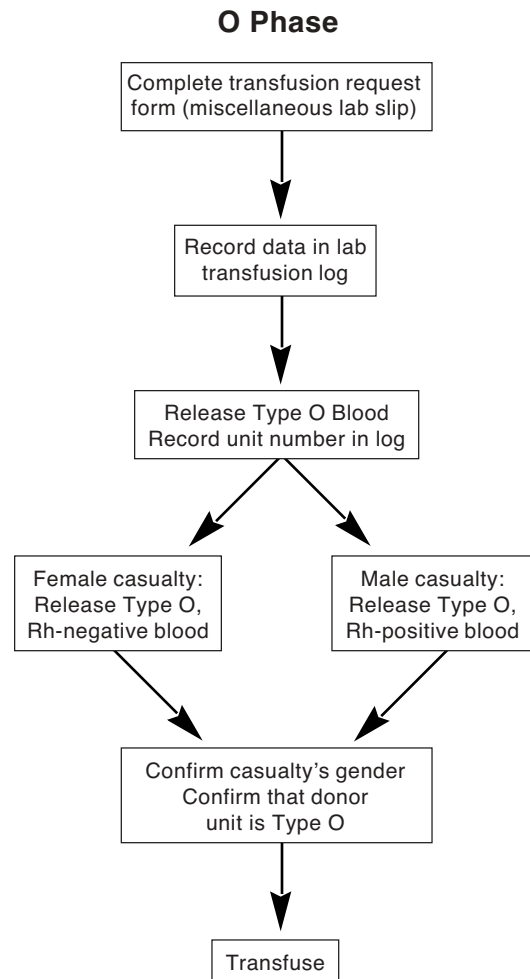 O Phase
Complete transfusion request
form (miscellaneous lab slip)
Record data in lab
transfusion log
Release Type O Blood
Record unit number in log
Female casualty:
Release Type O,
Rh-negative blood
Male casualty:
Release Type O,
Rh-positive blood
Confirm casualty's gender
Confirm that donor
unit is Type O
Transfuse